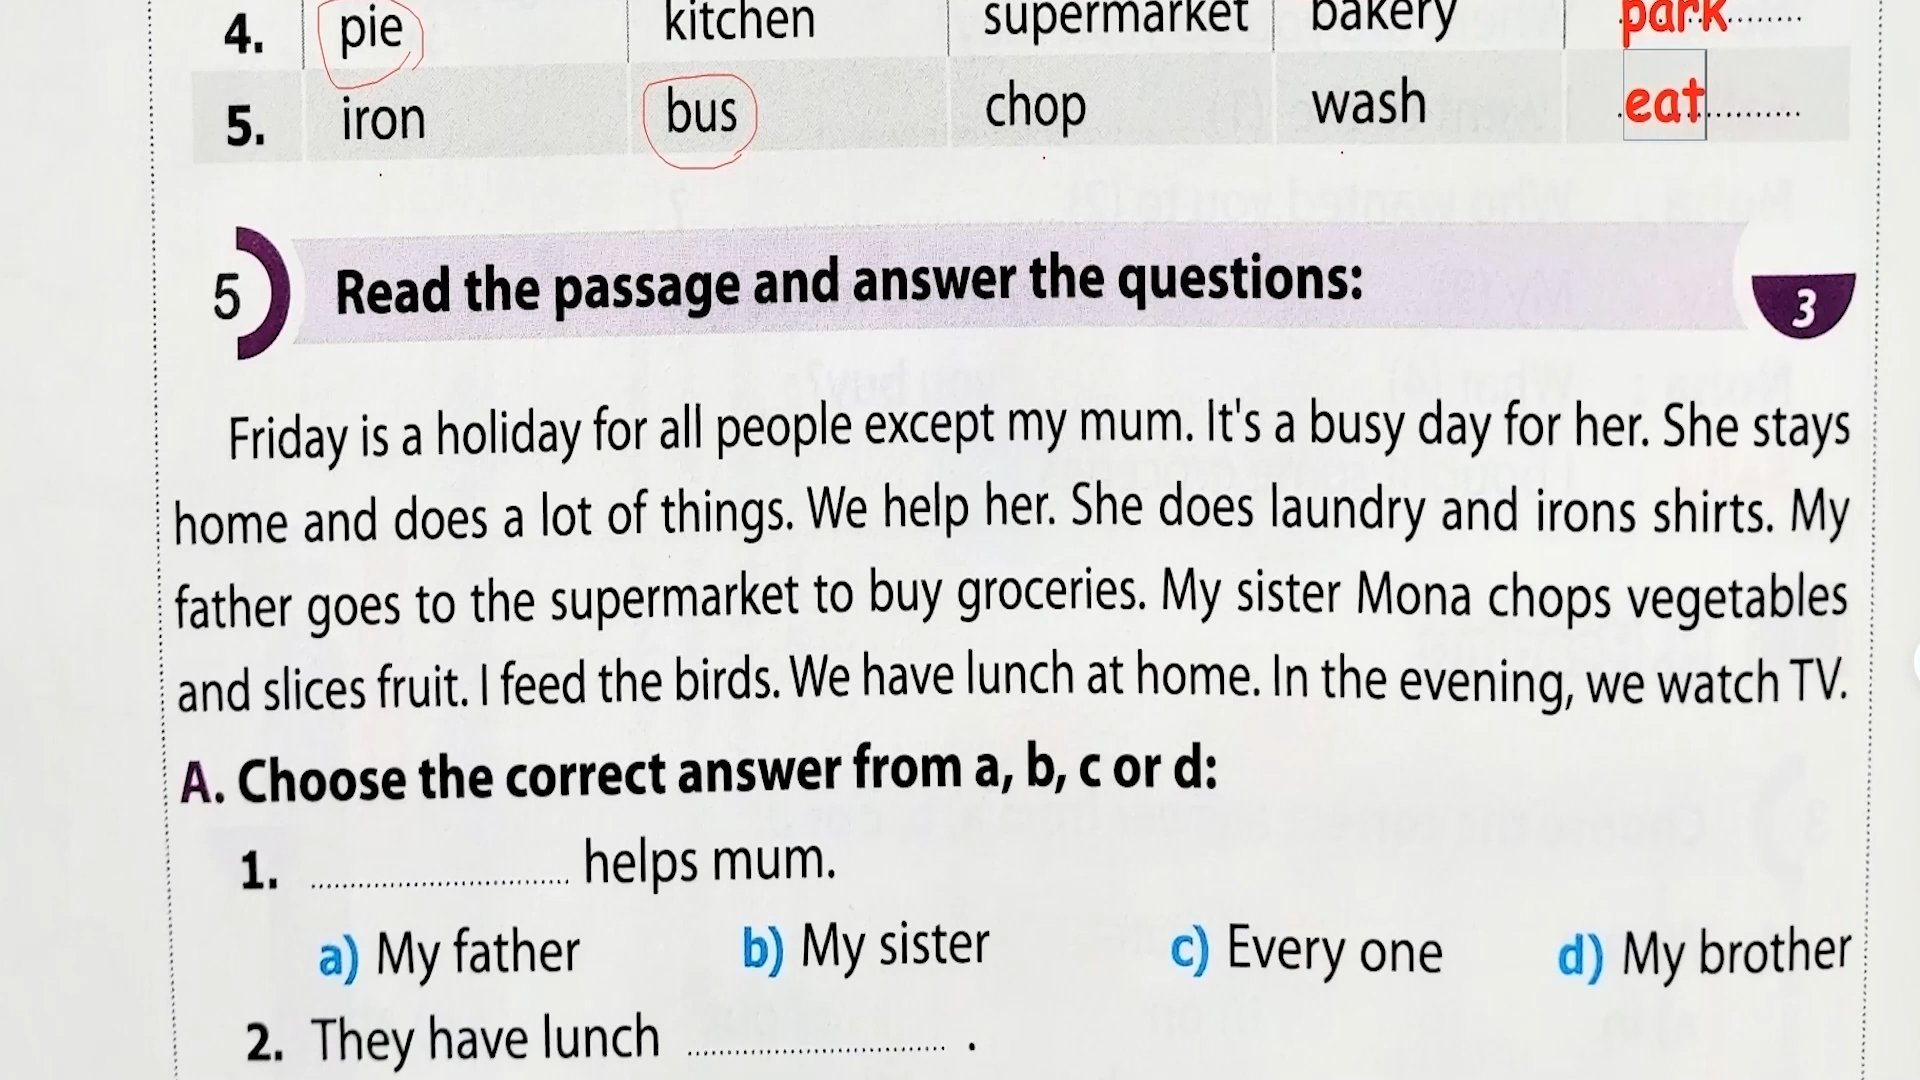 4. pie kitchen supermarket bakery park
5. iron bus chop wash eat
5 Read the passage and answer the questions: 3
Friday is a holiday for all people except my mum. It's a busy day for her. She stays
home and does a lot of things. We help her. She does laundry and irons shirts. My
father goes to the supermarket to buy groceries. My sister Mona chops vegetables
and slices fruit. I feed the birds. We have lunch at home. In the evening, we watch TV.
A. Choose the correct answer from a, b, c or d:
1. .............................. helps mum.
a) My father b) My sister c) Every one d) My brother
2. They have lunch .............................. .